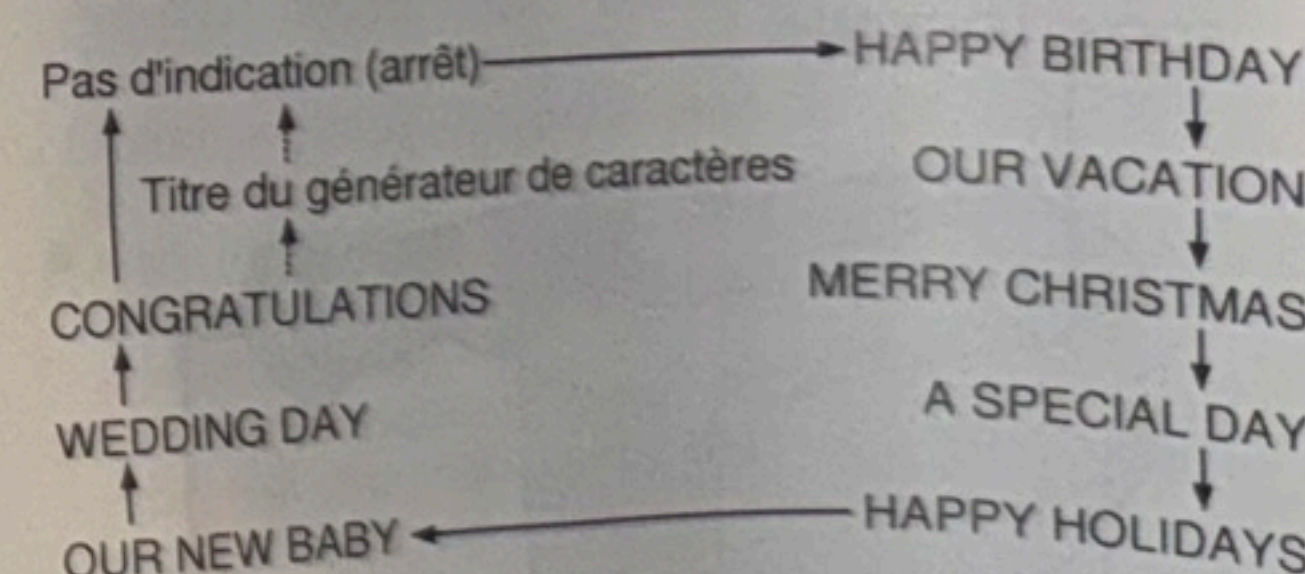 Pas d'indication (arrêt) HAPPY BIRTHDAY
Titre du générateur de caractères OUR VACATION
CONGRATULATIONS MERRY CHRISTMAS
WEDDING DAY A SPECIAL DAY
OUR NEW BABY HAPPY HOLIDAYS